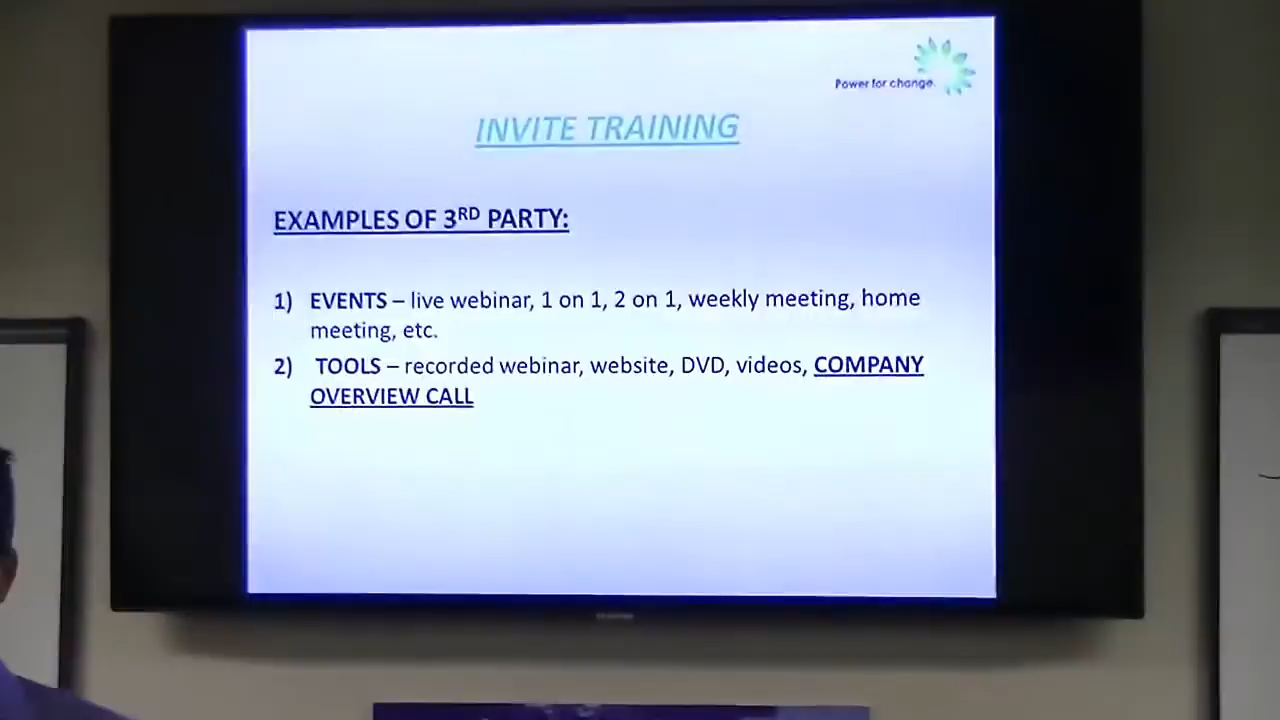 Power for change.
INVITE TRAINING
EXAMPLES OF 3RD PARTY:
1) EVENTS – live webinar, 1 on 1, 2 on 1, weekly meeting, home
meeting, etc.
2) TOOLS – recorded webinar, website, DVD, videos, COMPANY
OVERVIEW CALL